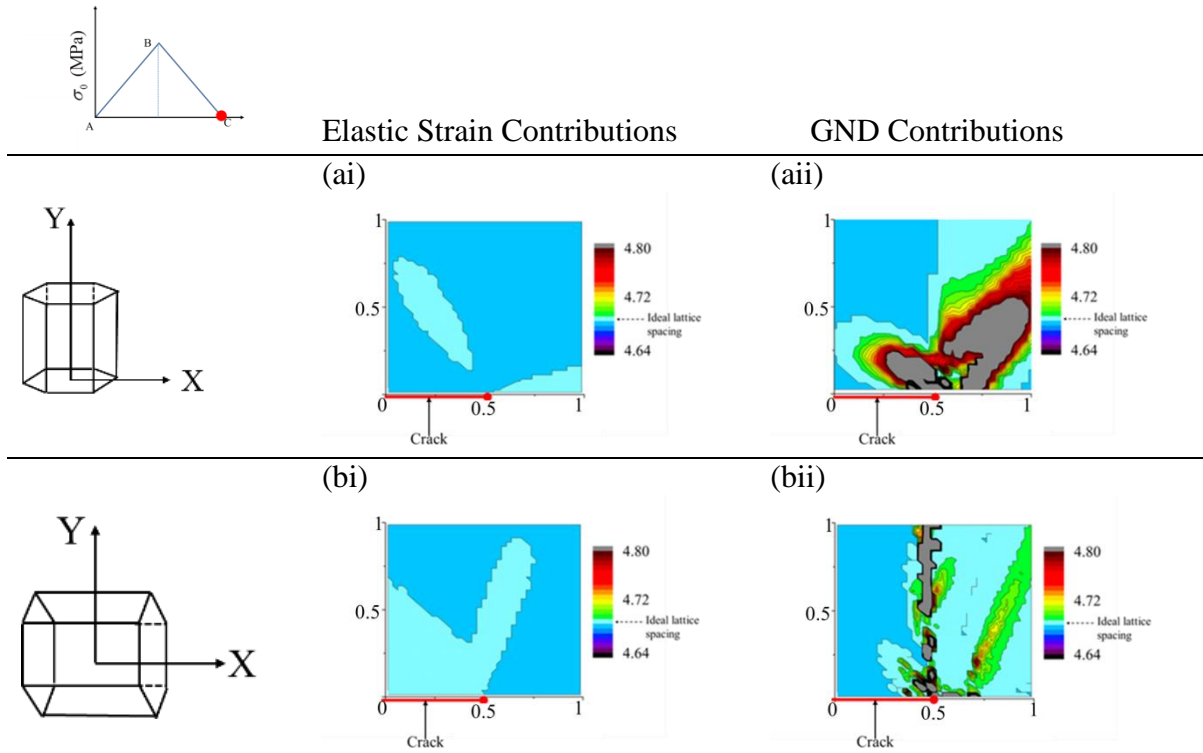 σ₀ (MPa)
A
B
C
Elastic Strain Contributions
GND Contributions
(ai)
(aii)
Y
X
1
0.5
0
0.5
1
Crack
4.80
4.72
Ideal lattice
spacing
4.64
1
0.5
0
0.5
1
Crack
4.80
4.72
Ideal lattice
spacing
4.64
(bi)
(bii)
Y
X
1
0.5
0
0.5
1
Crack
4.80
4.72
Ideal lattice
spacing
4.64
1
0.5
0
0.5
1
Crack
4.80
4.72
Ideal lattice
spacing
4.64